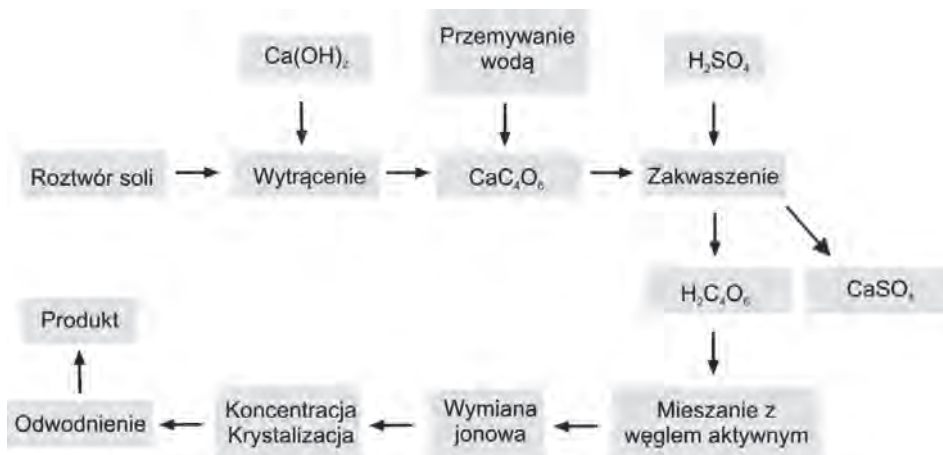 Ca(OH)₂
Przemywanie
wodą
H₂SO₄
Roztwór soli
Wytrącenie
CaC₄O₆
Zakwaszenie
H₂C₄O₆
CaSO₄
Produkt
Odwodnienie
Koncentracja
Krystalizacja
Wymiana
jonowa
Mieszanie z
węglem aktywnym